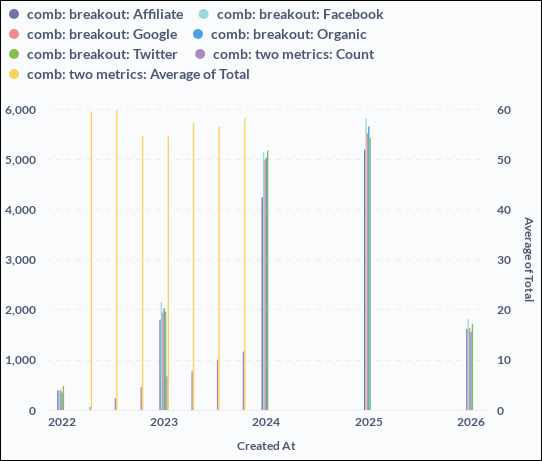 comb: breakout: Affiliate comb: breakout: Facebook
comb: breakout: Google comb: breakout: Organic
comb: breakout: Twitter comb: two metrics: Count
comb: two metrics: Average of Total
6,000 60
5,000 50
4,000 40
3,000 30
2,000 20
1,000 10
0 0
Average of Total
2022 2023 2024 2025 2026
Created At